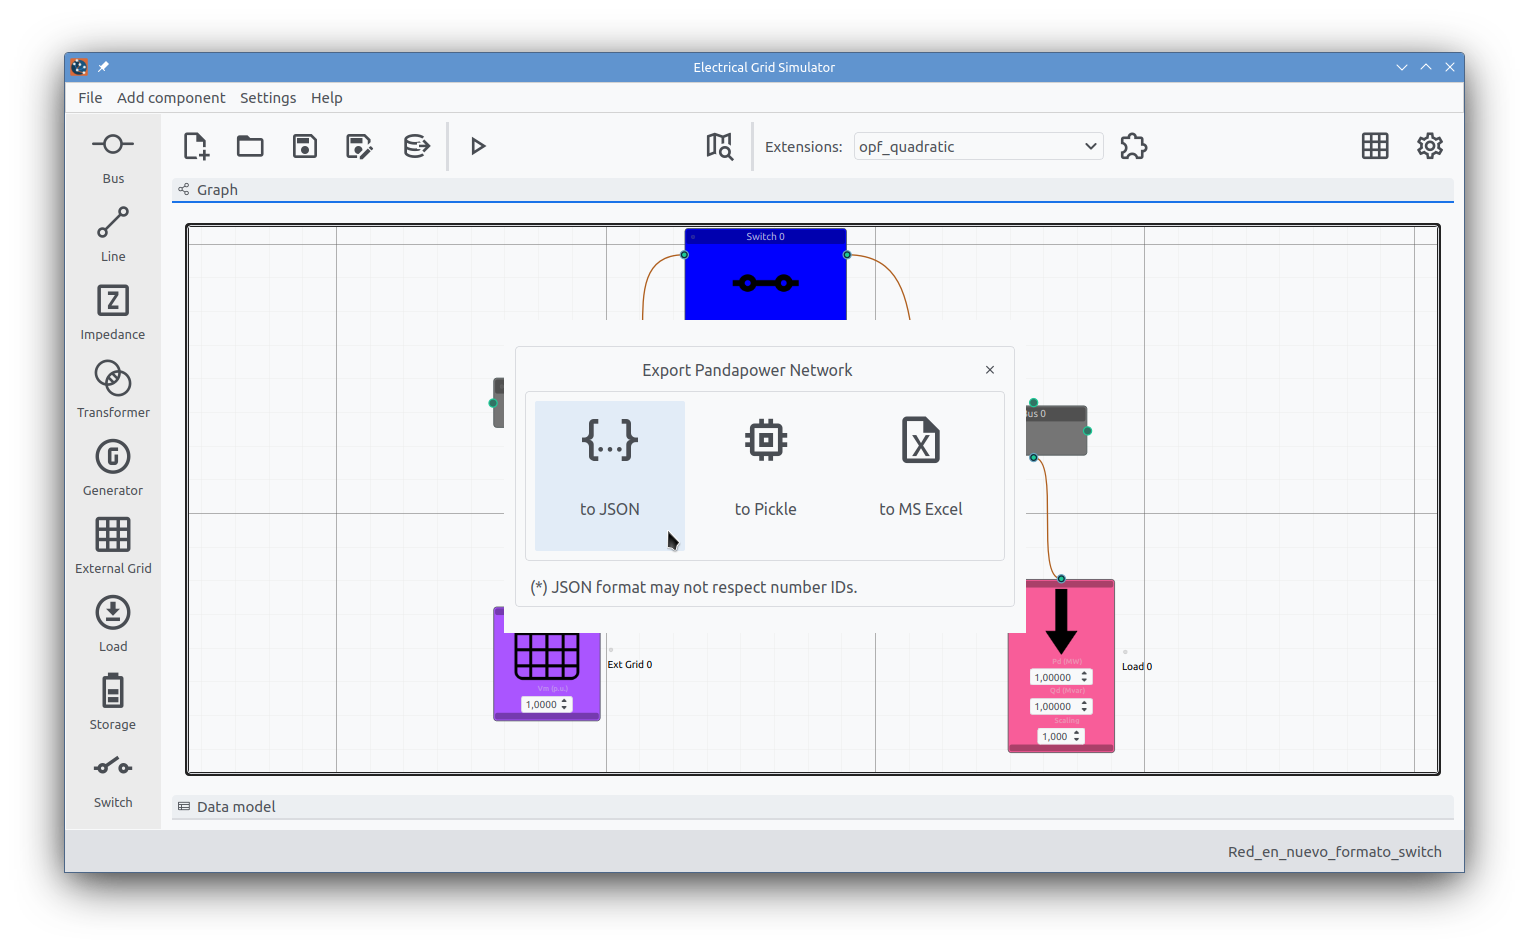 Electrical Grid Simulator
File Add component Settings Help
Extensions: opf_quadratic
Graph
Bus
Line
Impedance
Transformer
Generator
External Grid
Load
Storage
Switch
Switch 0
Export Pandapower Network
{...}
to JSON
to Pickle
X
to MS Excel
(*) JSON format may not respect number IDs.
Z
G
us 0
Ext Grid 0
Vm (p.u.)
1,0000
Load 0
Pd (MW)
1,00000
Qd (Mvar)
1,00000
Scaling
1,000
Data model
Red_en_nuevo_formato_switch